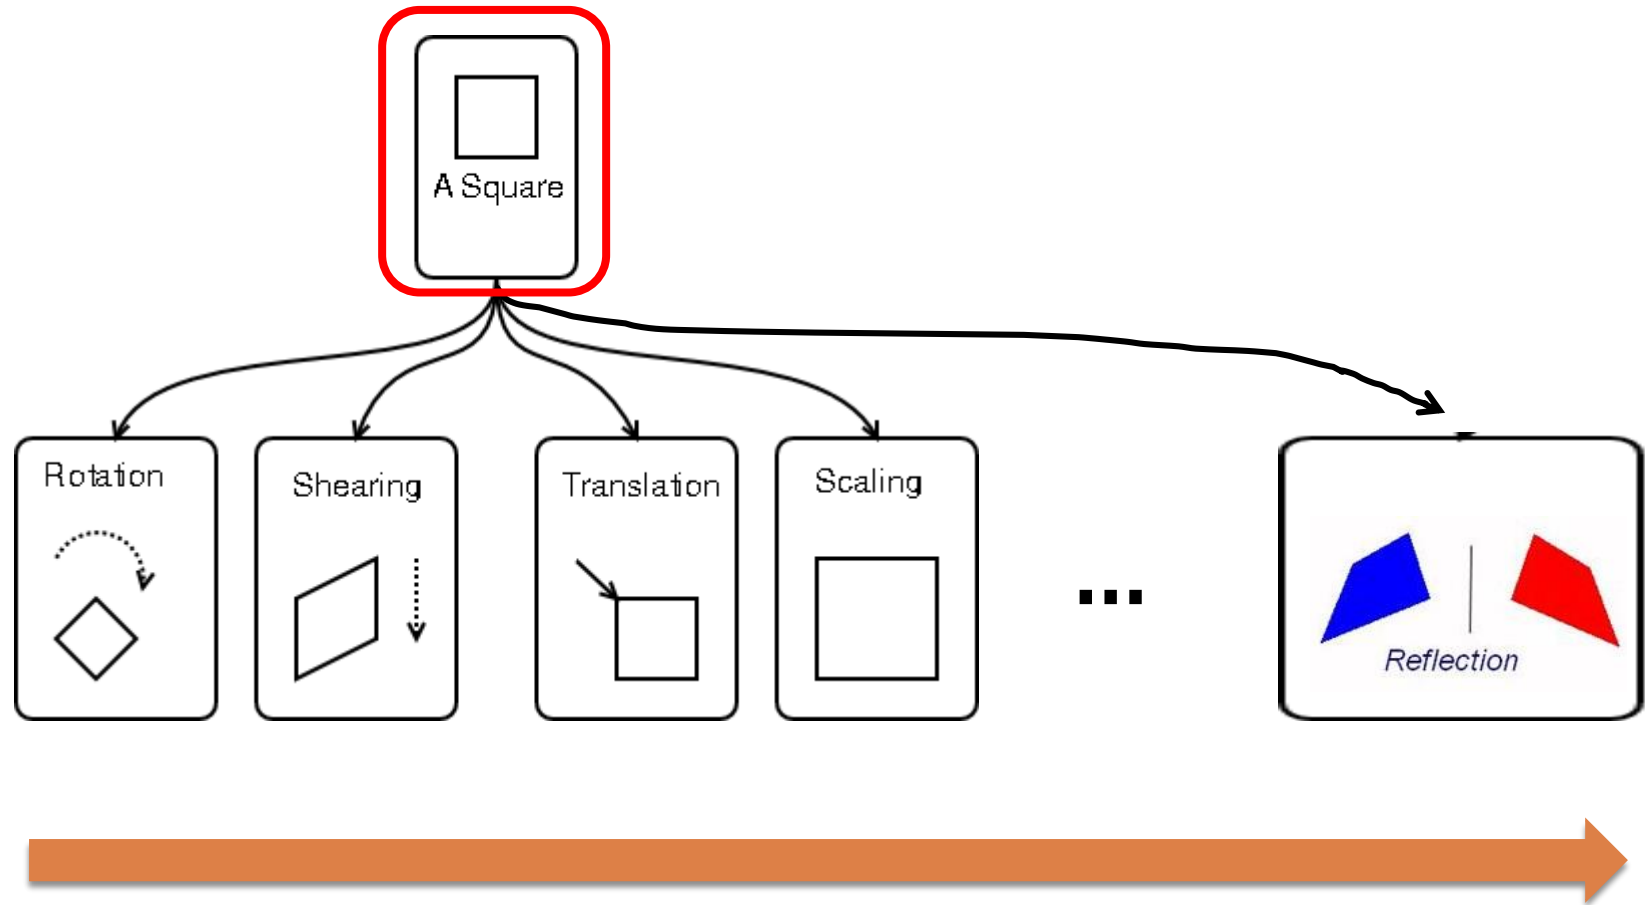 A Square
Rotation
Shearing
Translation
Scaling
...
Reflection